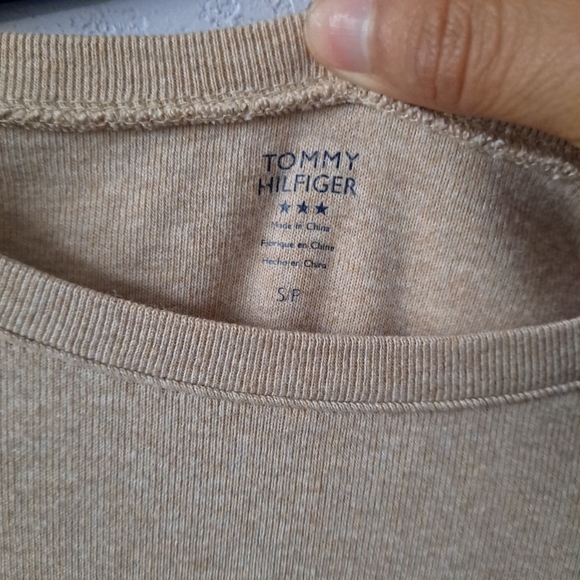 TOMMY
HILFIGER
Made in China
Fabriqué en Chine
Hecho en China
S/P